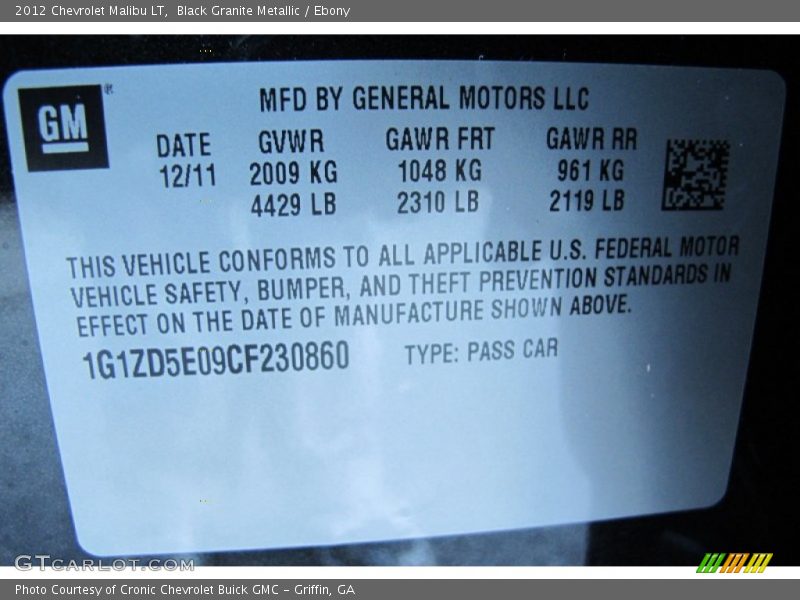 2012 Chevrolet Malibu LT, Black Granite Metallic / Ebony
GM®
MFD BY GENERAL MOTORS LLC
DATE GVWR GAWR FRT GAWR RR
12/11 2009 KG 1048 KG 961 KG
4429 LB 2310 LB 2119 LB
THIS VEHICLE CONFORMS TO ALL APPLICABLE U.S. FEDERAL MOTOR
VEHICLE SAFETY, BUMPER, AND THEFT PREVENTION STANDARDS IN
EFFECT ON THE DATE OF MANUFACTURE SHOWN ABOVE.
1G1ZD5E09CF230860 TYPE: PASS CAR
GTCARLOT.COM
Photo Courtesy of Cronic Chevrolet Buick GMC - Griffin, GA